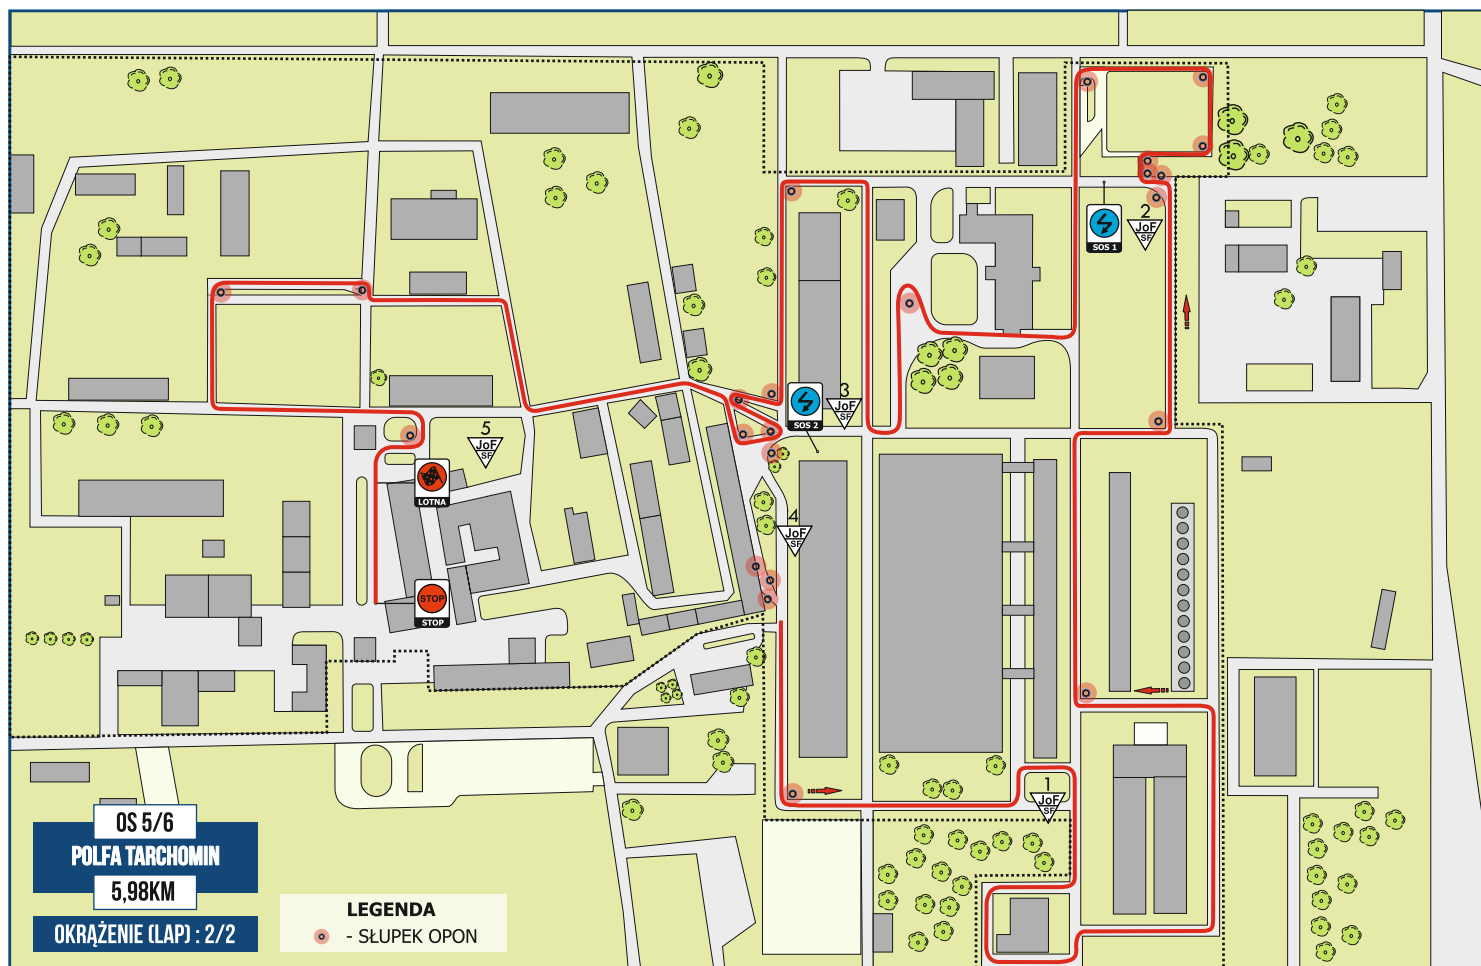 2
JoF
SF
SOS 1
3
JoF
SF
SOS 2
5
JoF
SF
LOTNA
4
JoF
SF
STOP
STOP
1
JoF
SF
OS 5/6
POLFA TARCHOMIN
5,98KM
OKRĄŻENIE (LAP) : 2/2
LEGENDA
- SŁUPEK OPON